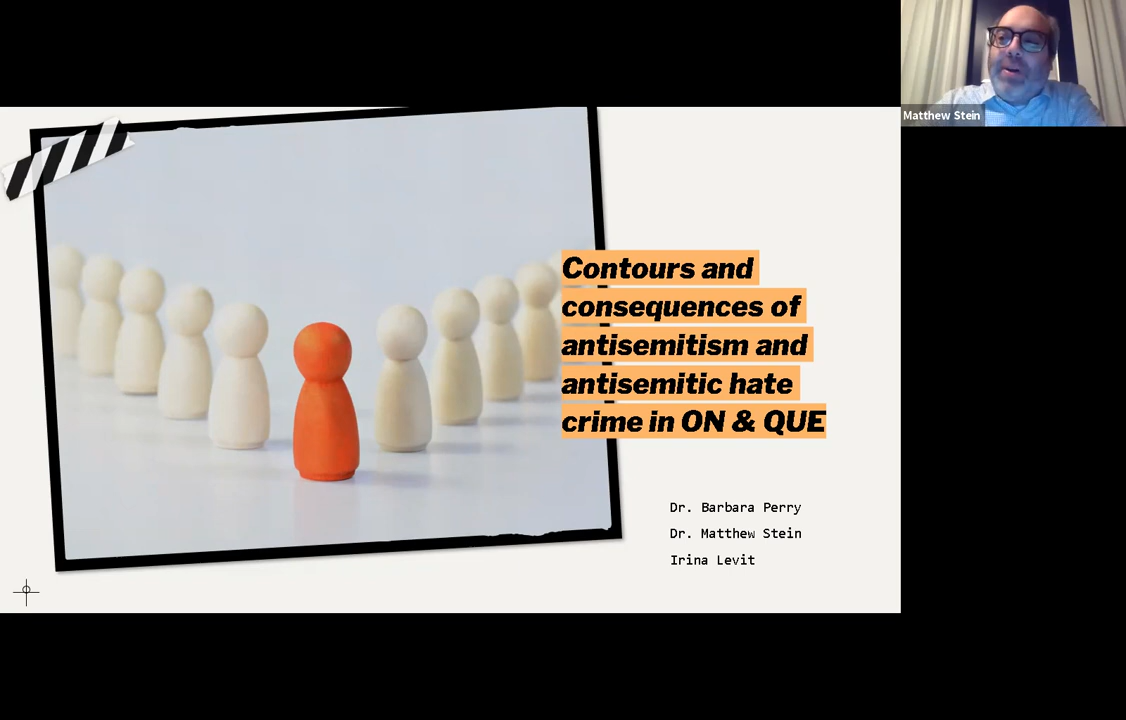 Matthew Stein
Contours and
consequences of
antisemitism and
antisemitic hate
crime in ON & QUE
Dr. Barbara Perry
Dr. Matthew Stein
Irina Levit